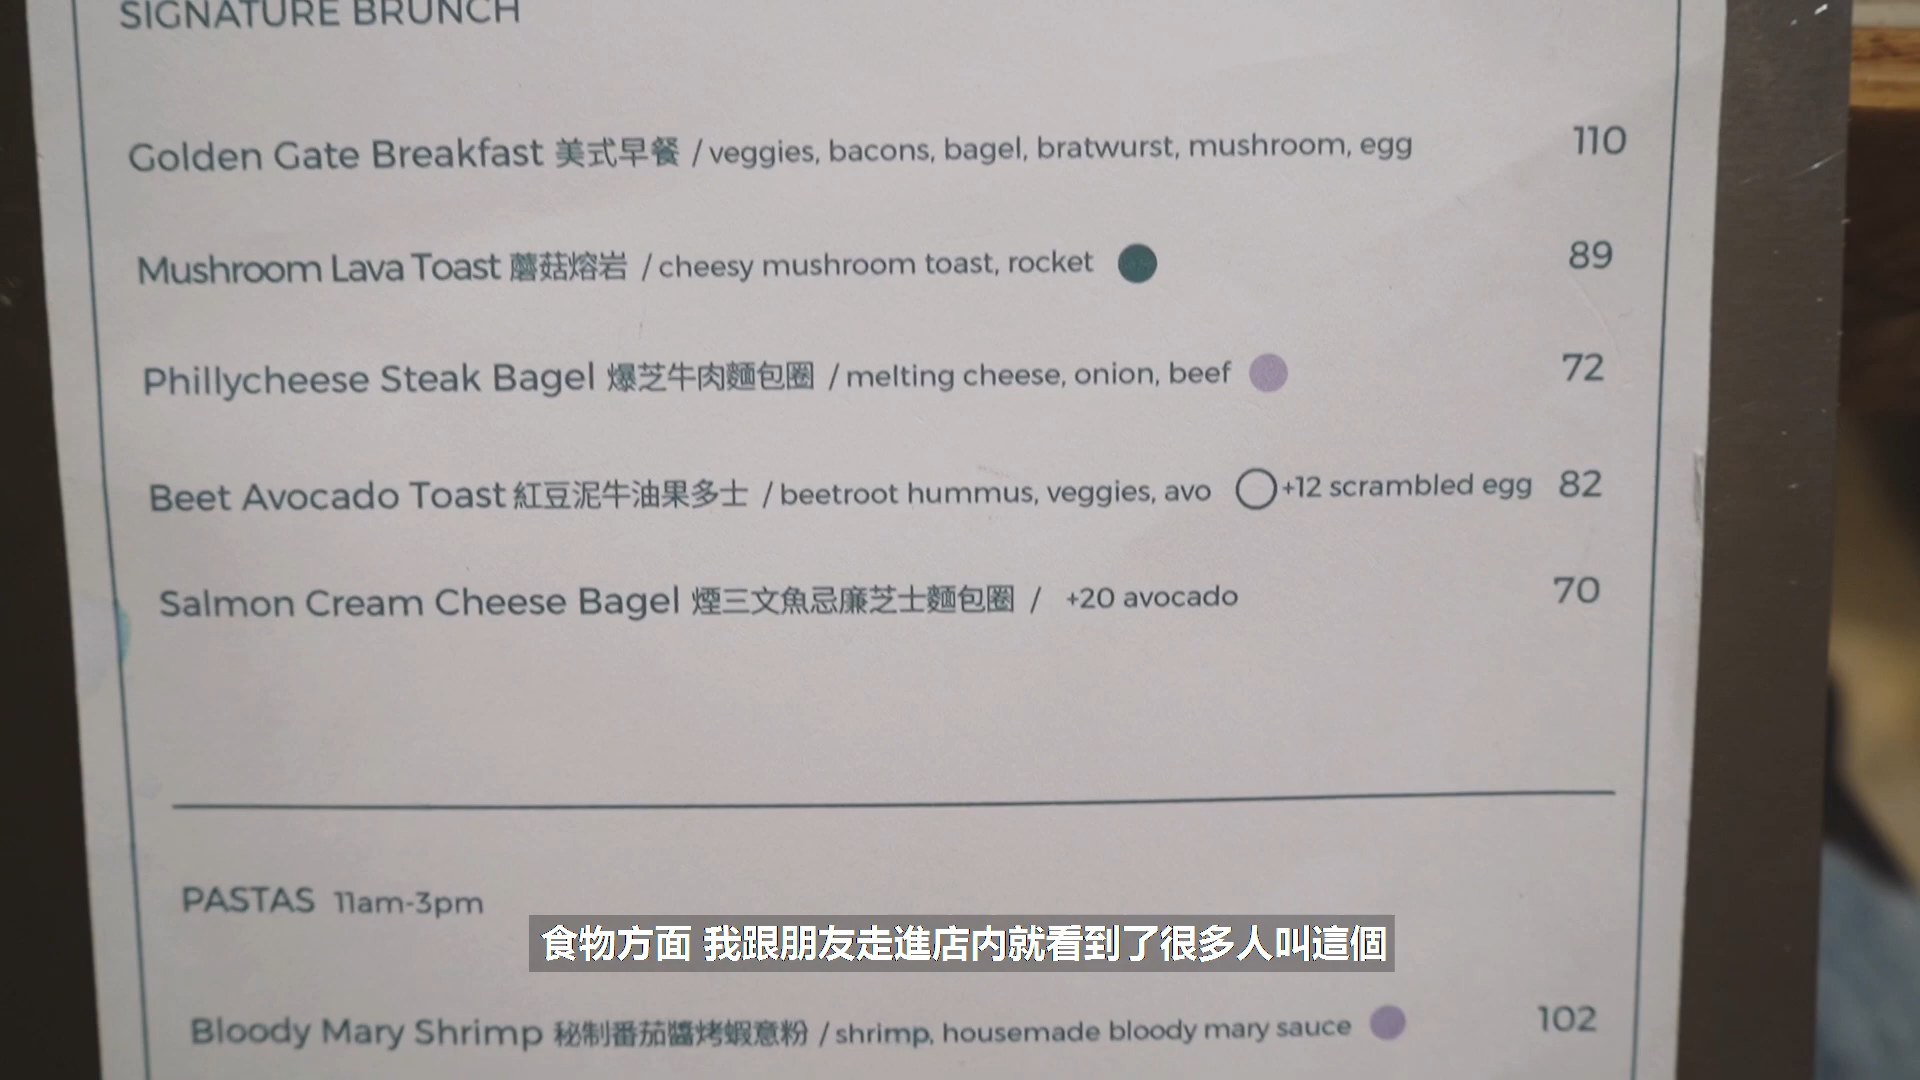 SIGNATURE BRUNCH
Golden Gate Breakfast 美式早餐 / veggies, bacons, bagel, bratwurst, mushroom, egg 110
Mushroom Lava Toast 蘑菇熔岩 / cheesy mushroom toast, rocket 89
Phillycheese Steak Bagel 爆芝牛肉麵包圈 / melting cheese, onion, beef 72
Beet Avocado Toast 紅豆泥牛油果多士 / beetroot hummus, veggies, avo +12 scrambled egg 82
Salmon Cream Cheese Bagel 煙三文魚忌廉芝士麵包圈 / +20 avocado 70
PASTAS 11am-3pm
食物方面 我跟朋友走進店內就看到了很多人叫這個
Bloody Mary Shrimp 秘制番茄醬烤蝦意粉 / shrimp, housemade bloody mary sauce 102